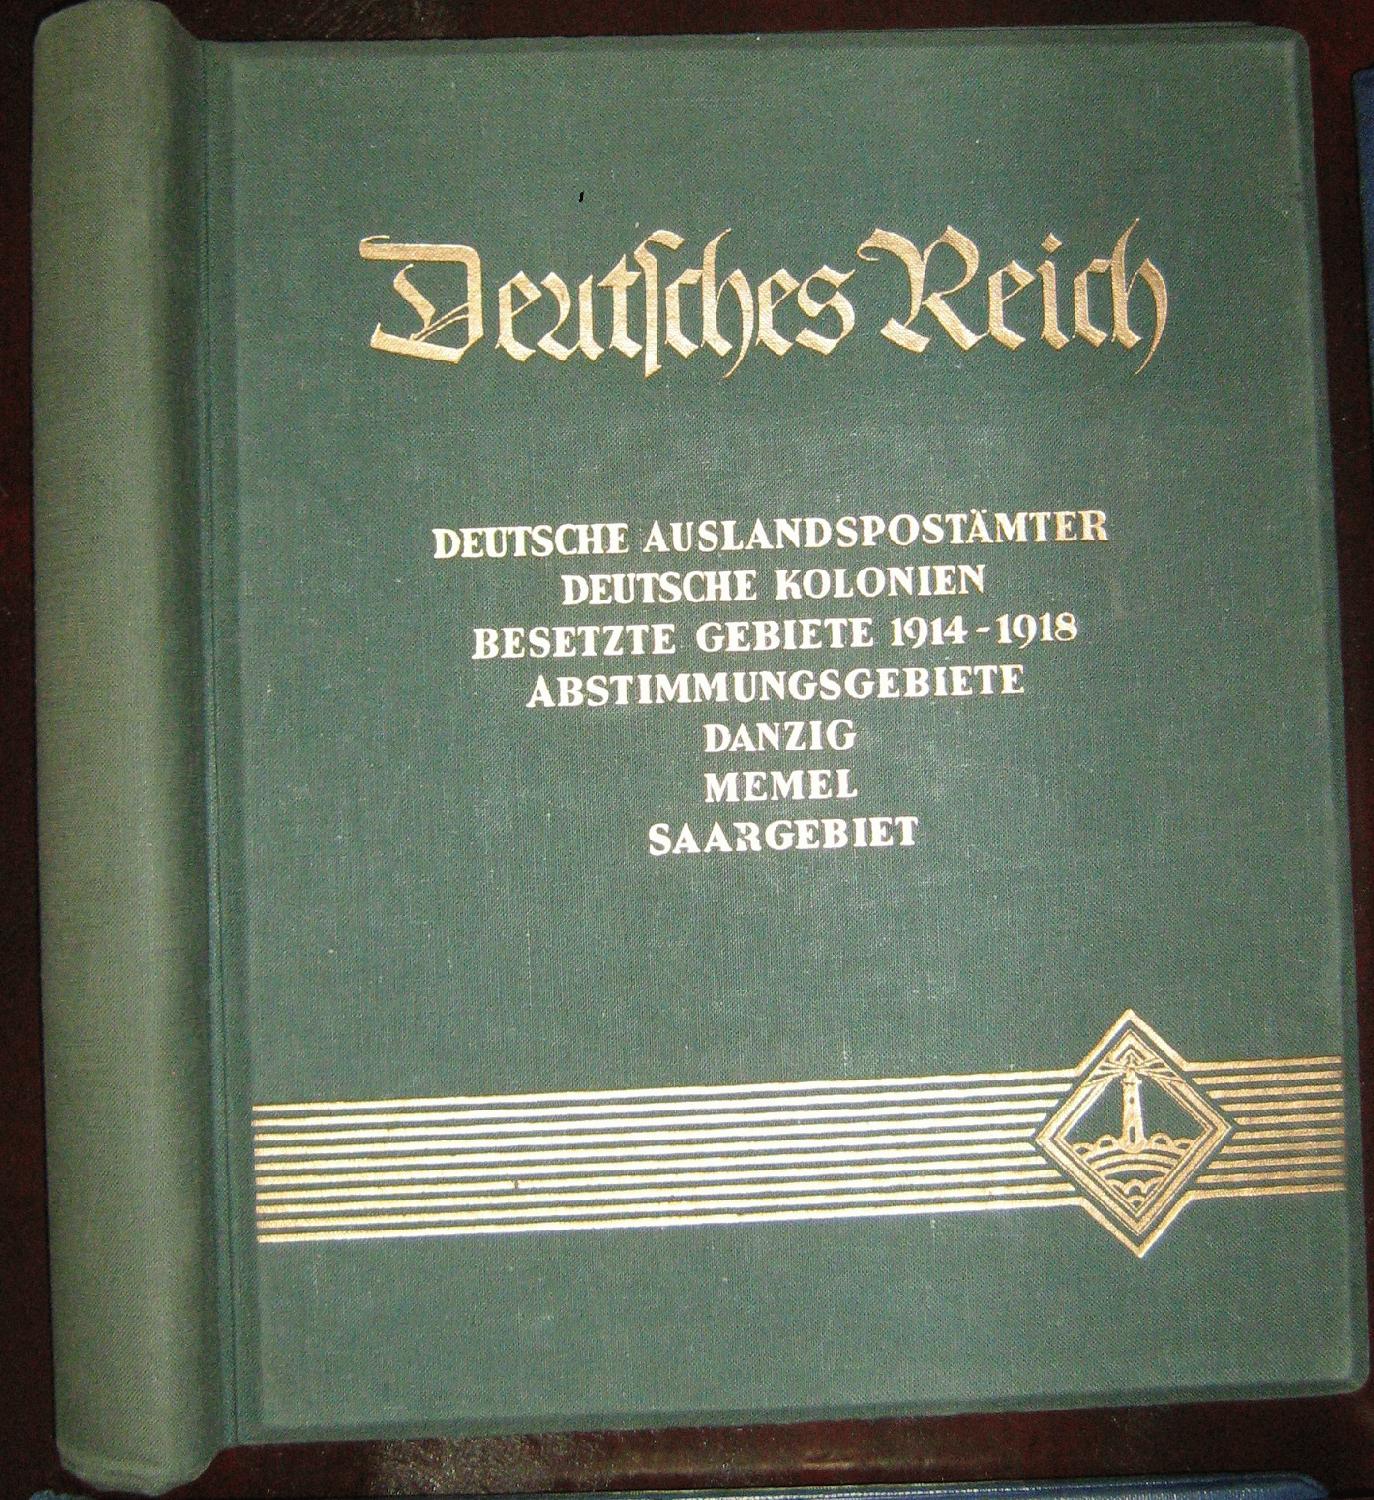 Deutsches Reich
DEUTSCHE AUSLANDSPOSTÄMTER
DEUTSCHE KOLONIEN
BESETZTE GEBIETE 1914-1918
ABSTIMMUNGSGEBIETE
DANZIG
MEMEL
SAARGEBIET